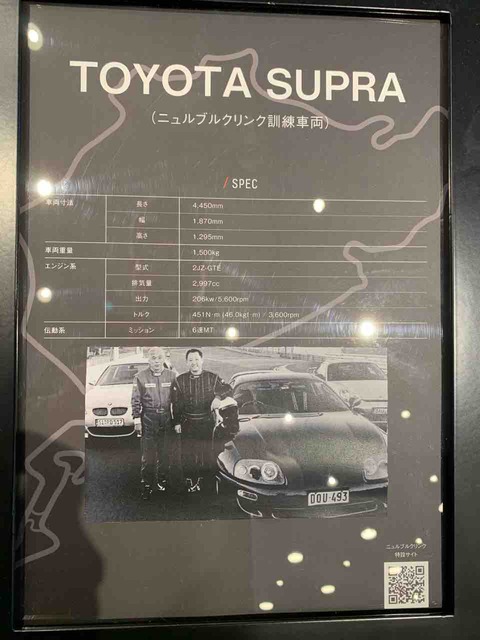 TOYOTA SUPRA
（ニュルブルクリンク訓練車両）
/ SPEC
車両寸法 長さ 4,450mm
幅 1,870mm
高さ 1,295mm
車両重量 1,500kg
エンジン系 型式 2JZ-GTE
排気量 2,997cc
出力 206kw/5,600rpm
トルク 451N·m (46.0kgf·m) / 3,600rpm
伝動系 ミッション 6速MT
DOU·493
ニュルブルクリンク
特設サイト